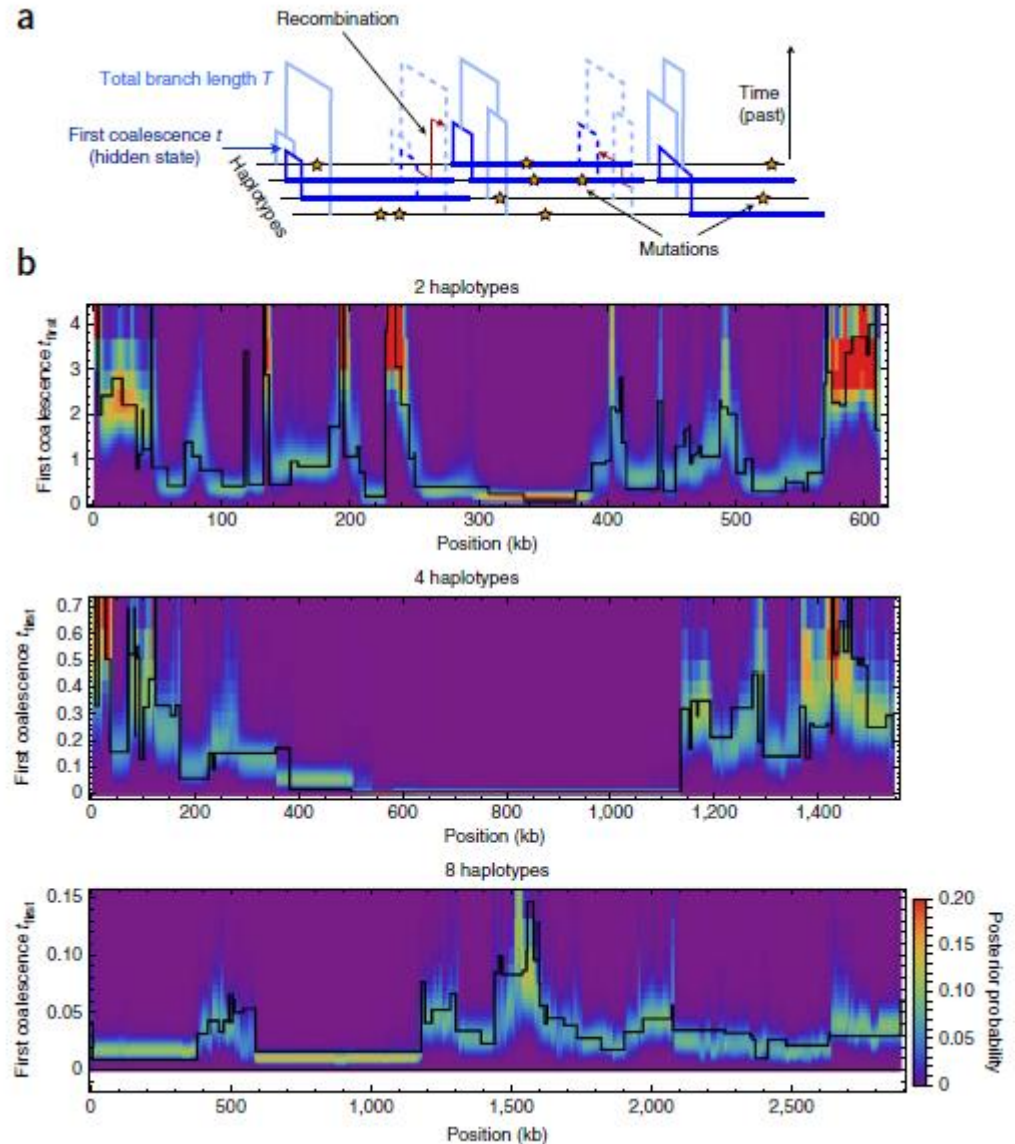 a
Recombination
Total branch length T
Time
(past)
First coalescence t
(hidden state)
Haplotypes
Mutations
b
2 haplotypes
First coalescence tfirst
4
3
2
1
0
0 100 200 300 400 500 600
Position (kb)
4 haplotypes
First coalescence tfirst
0.7
0.6
0.5
0.4
0.3
0.2
0.1
0
0 200 400 600 800 1,000 1,200 1,400
Position (kb)
8 haplotypes
First coalescence tfirst
0.15
0.10
0.05
0
0 500 1,000 1,500 2,000 2,500
Position (kb)
0.20
0.15
0.10
0.05
0
Posterior probability